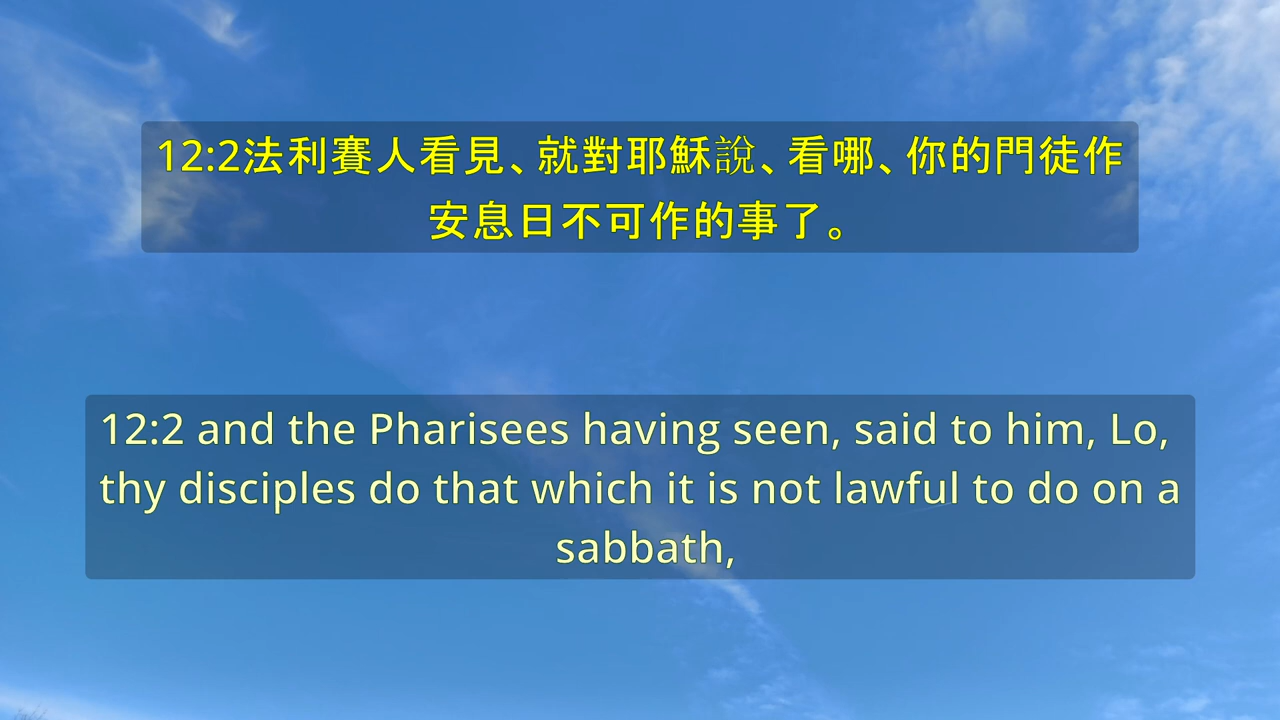 12:2法利賽人看見、就對耶穌說、看哪、你的門徒作
安息日不可作的事了。
12:2 and the Pharisees having seen, said to him, Lo,
thy disciples do that which it is not lawful to do on a
sabbath,